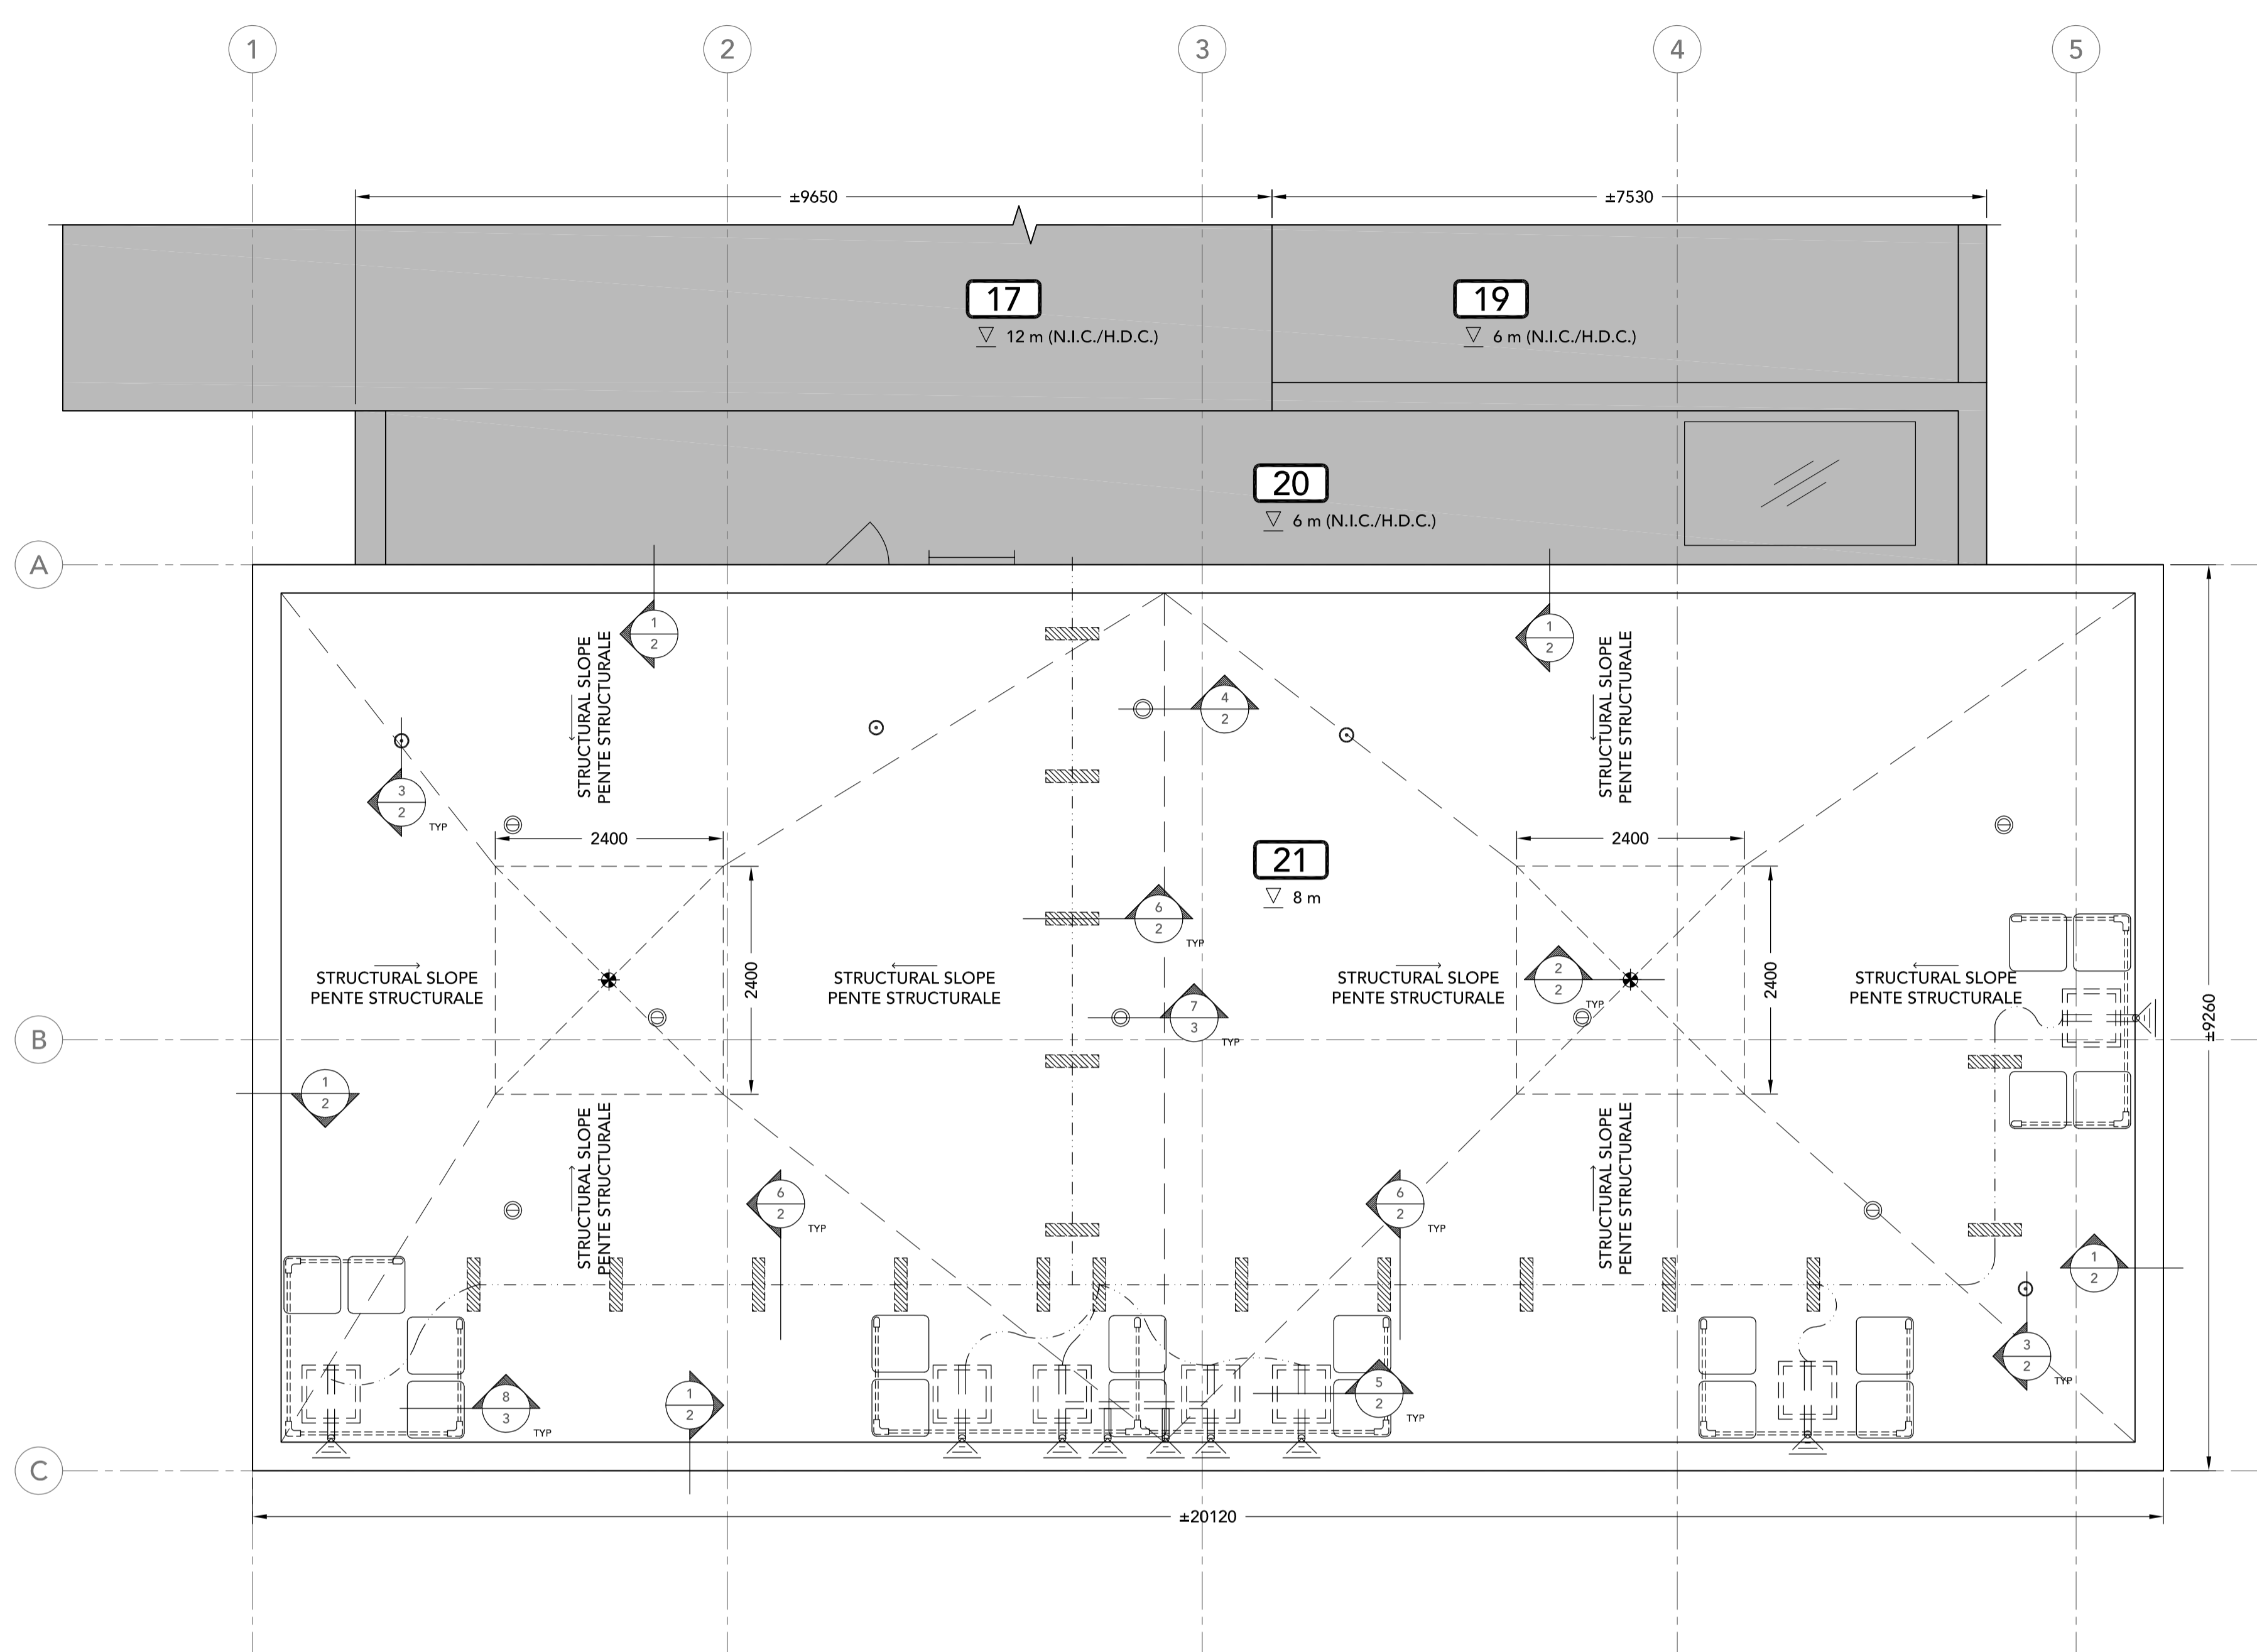 1
2
3
4
5
±9650
±7530
17
12 m (N.I.C./H.D.C.)
19
6 m (N.I.C./H.D.C.)
20
6 m (N.I.C./H.D.C.)
A
1
2
1
2
STRUCTURAL SLOPE
PENTE STRUCTURALE
STRUCTURAL SLOPE
PENTE STRUCTURALE
4
2
3
2
TYP
2400
2400
21
8 m
6
2
TYP
STRUCTURAL SLOPE
PENTE STRUCTURALE
2400
STRUCTURAL SLOPE
PENTE STRUCTURALE
STRUCTURAL SLOPE
PENTE STRUCTURALE
2
2
TYP
2400
STRUCTURAL SLOPE
PENTE STRUCTURALE
7
3
TYP
±9260
B
1
2
STRUCTURAL SLOPE
PENTE STRUCTURALE
STRUCTURAL SLOPE
PENTE STRUCTURALE
6
2
TYP
6
2
TYP
1
2
3
2
TYP
8
3
TYP
1
2
5
2
TYP
C
±20120